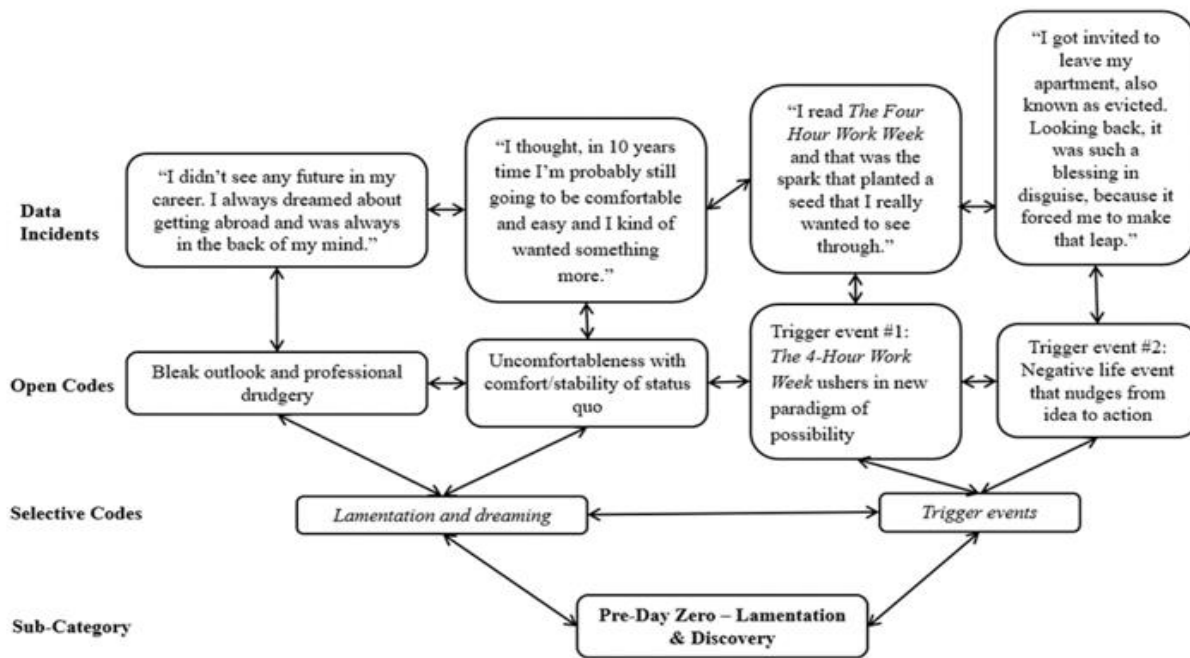 Data
Incidents
“I didn’t see any future in my
career. I always dreamed about
getting abroad and was always
in the back of my mind.”
“I thought, in 10 years
time I’m probably still
going to be comfortable
and easy and I kind of
wanted something
more.”
“I read The Four
Hour Work Week
and that was the
spark that planted a
seed that I really
wanted to see
through.”
“I got invited to
leave my
apartment, also
known as evicted.
Looking back, it
was such a
blessing in
disguise, because it
forced me to make
that leap.”
Open Codes
Bleak outlook and professional
drudgery
Uncomfortableness with
comfort/stability of status
quo
Trigger event #1:
The 4-Hour Work
Week ushers in new
paradigm of
possibility
Trigger event #2:
Negative life event
that nudges from
idea to action
Selective Codes
Lamentation and dreaming
Trigger events
Sub-Category
Pre-Day Zero – Lamentation
& Discovery